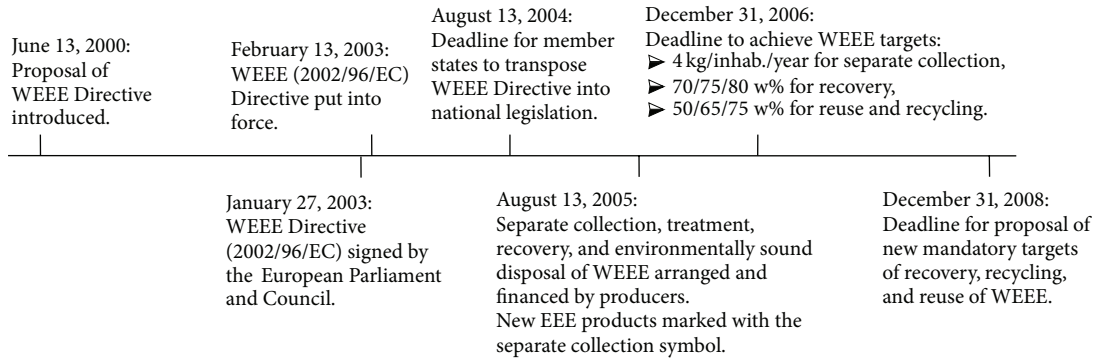 June 13, 2000:
Proposal of
WEEE Directive
introduced.
February 13, 2003:
WEEE (2002/96/EC)
Directive put into
force.
August 13, 2004:
Deadline for member
states to transpose
WEEE Directive into
national legislation.
December 31, 2006:
Deadline to achieve WEEE targets:
4 kg/inhab./year for separate collection,
70/75/80 w% for recovery,
50/65/75 w% for reuse and recycling.
January 27, 2003:
WEEE Directive
(2002/96/EC) signed by
the European Parliament
and Council.
August 13, 2005:
Separate collection, treatment,
recovery, and environmentally sound
disposal of WEEE arranged and
financed by producers.
New EEE products marked with the
separate collection symbol.
December 31, 2008:
Deadline for proposal of
new mandatory targets
of recovery, recycling,
and reuse of WEEE.